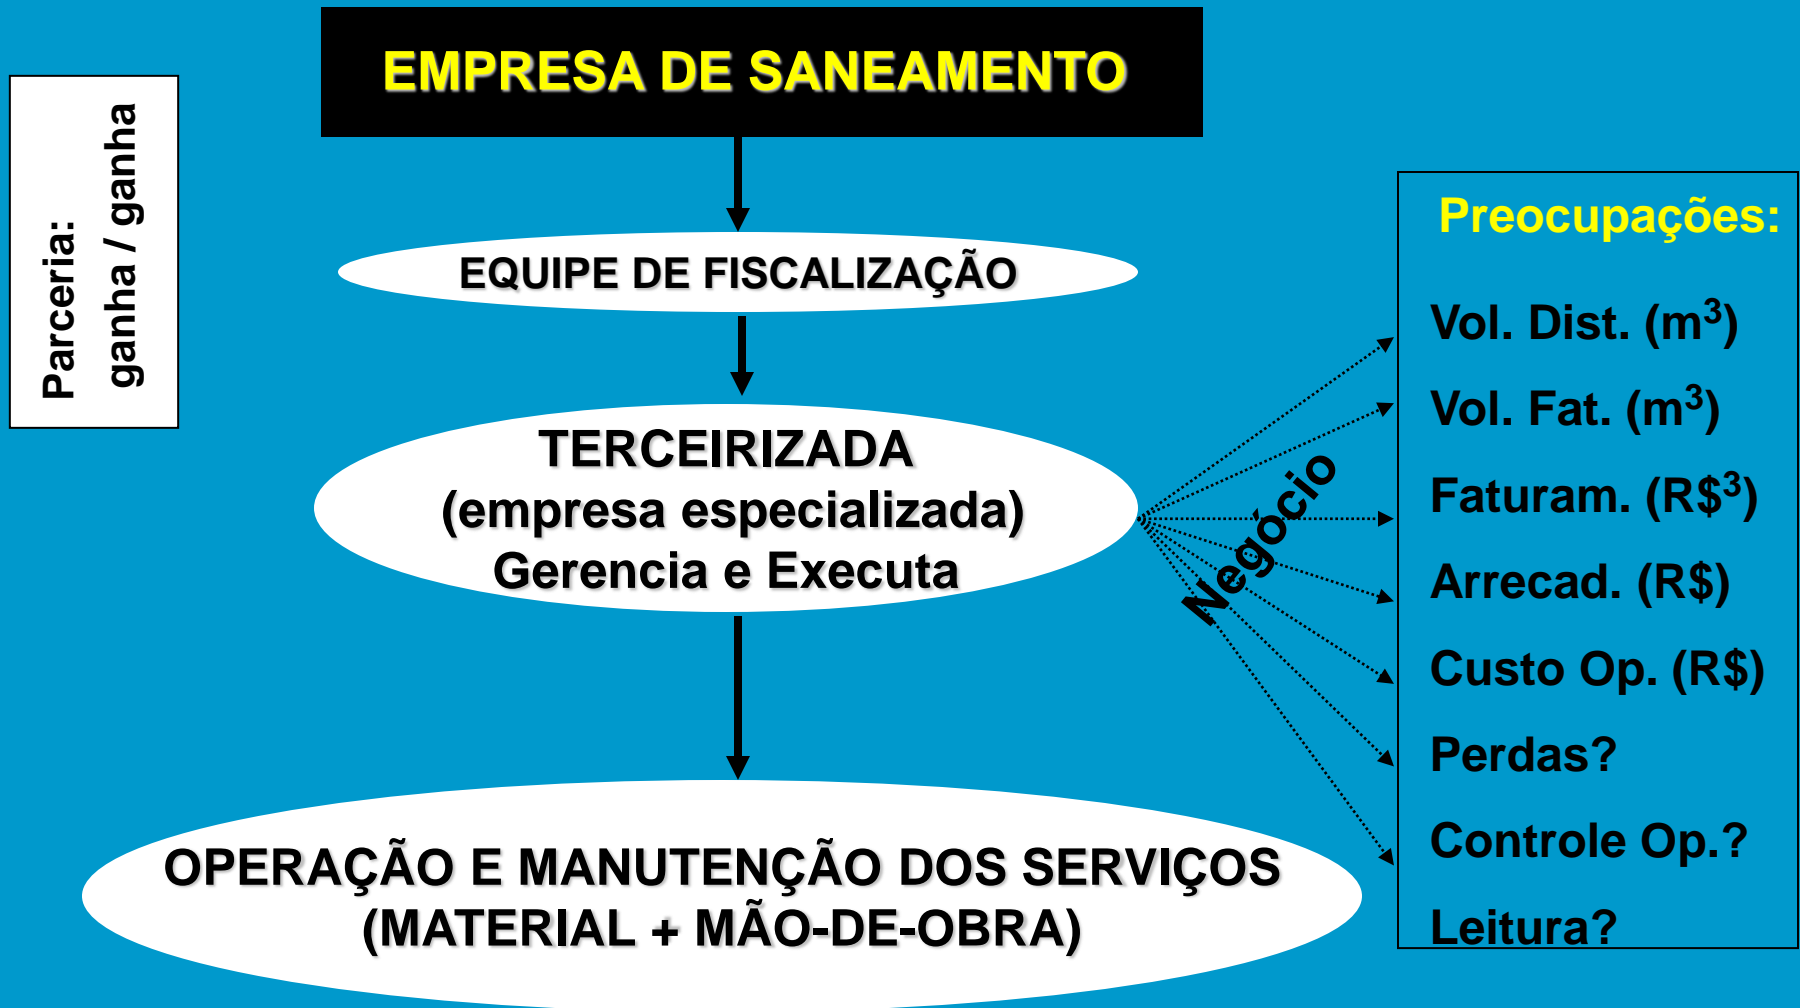 EMPRESA DE SANEAMENTO
Parceria:
ganha / ganha
EQUIPE DE FISCALIZAÇÃO
TERCEIRIZADA
(empresa especializada)
Gerencia e Executa
OPERAÇÃO E MANUTENÇÃO DOS SERVIÇOS
(MATERIAL + MÃO-DE-OBRA)
Negócio
Preocupações:
Vol. Dist. (m³)
Vol. Fat. (m³)
Faturam. (R$³)
Arrecad. (R$)
Custo Op. (R$)
Perdas?
Controle Op.?
Leitura?